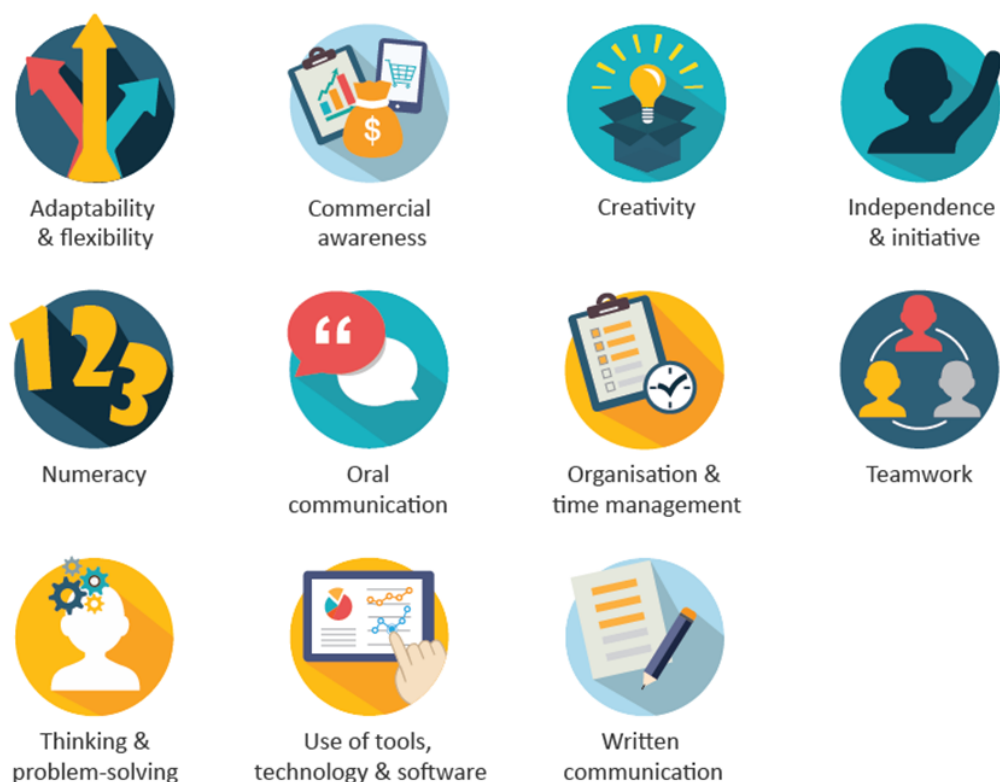 Adaptability
& flexibility
Commercial
awareness
$
Creativity
Independence
& initiative
123
Numeracy
“
Oral
communication
Organisation &
time management
Teamwork
Thinking &
problem-solving
Use of tools,
technology & software
Written
communication